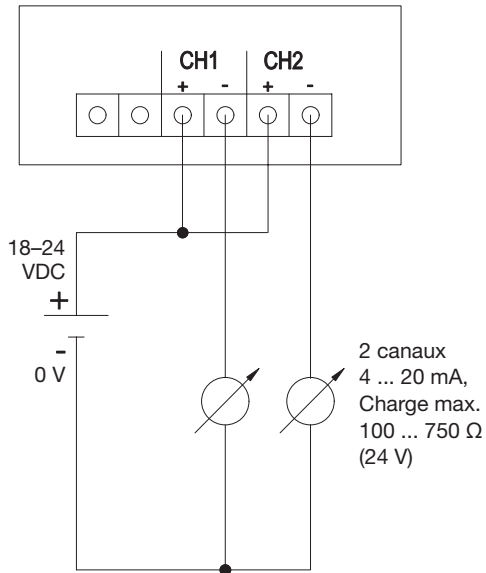 CH1 CH2
+ - + -
18–24
VDC
+
-
0 V
2 canaux
4 ... 20 mA,
Charge max.
100 ... 750 Ω
(24 V)